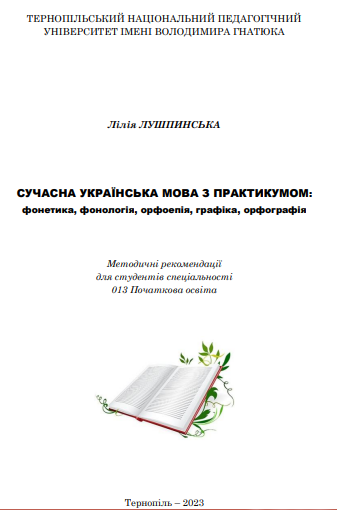 ТЕРНОПІЛЬСЬКИЙ НАЦІОНАЛЬНИЙ ПЕДАГОГІЧНИЙ
УНІВЕРСИТЕТ ІМЕНІ ВОЛОДИМИРА ГНАТЮКА
Лілія ЛУШПИНСЬКА
СУЧАСНА УКРАЇНСЬКА МОВА З ПРАКТИКУМОМ:
фонетика, фонологія, орфоепія, графіка, орфографія
Методичні рекомендації
для студентів спеціальності
013 Початкова освіта
Тернопіль – 2023